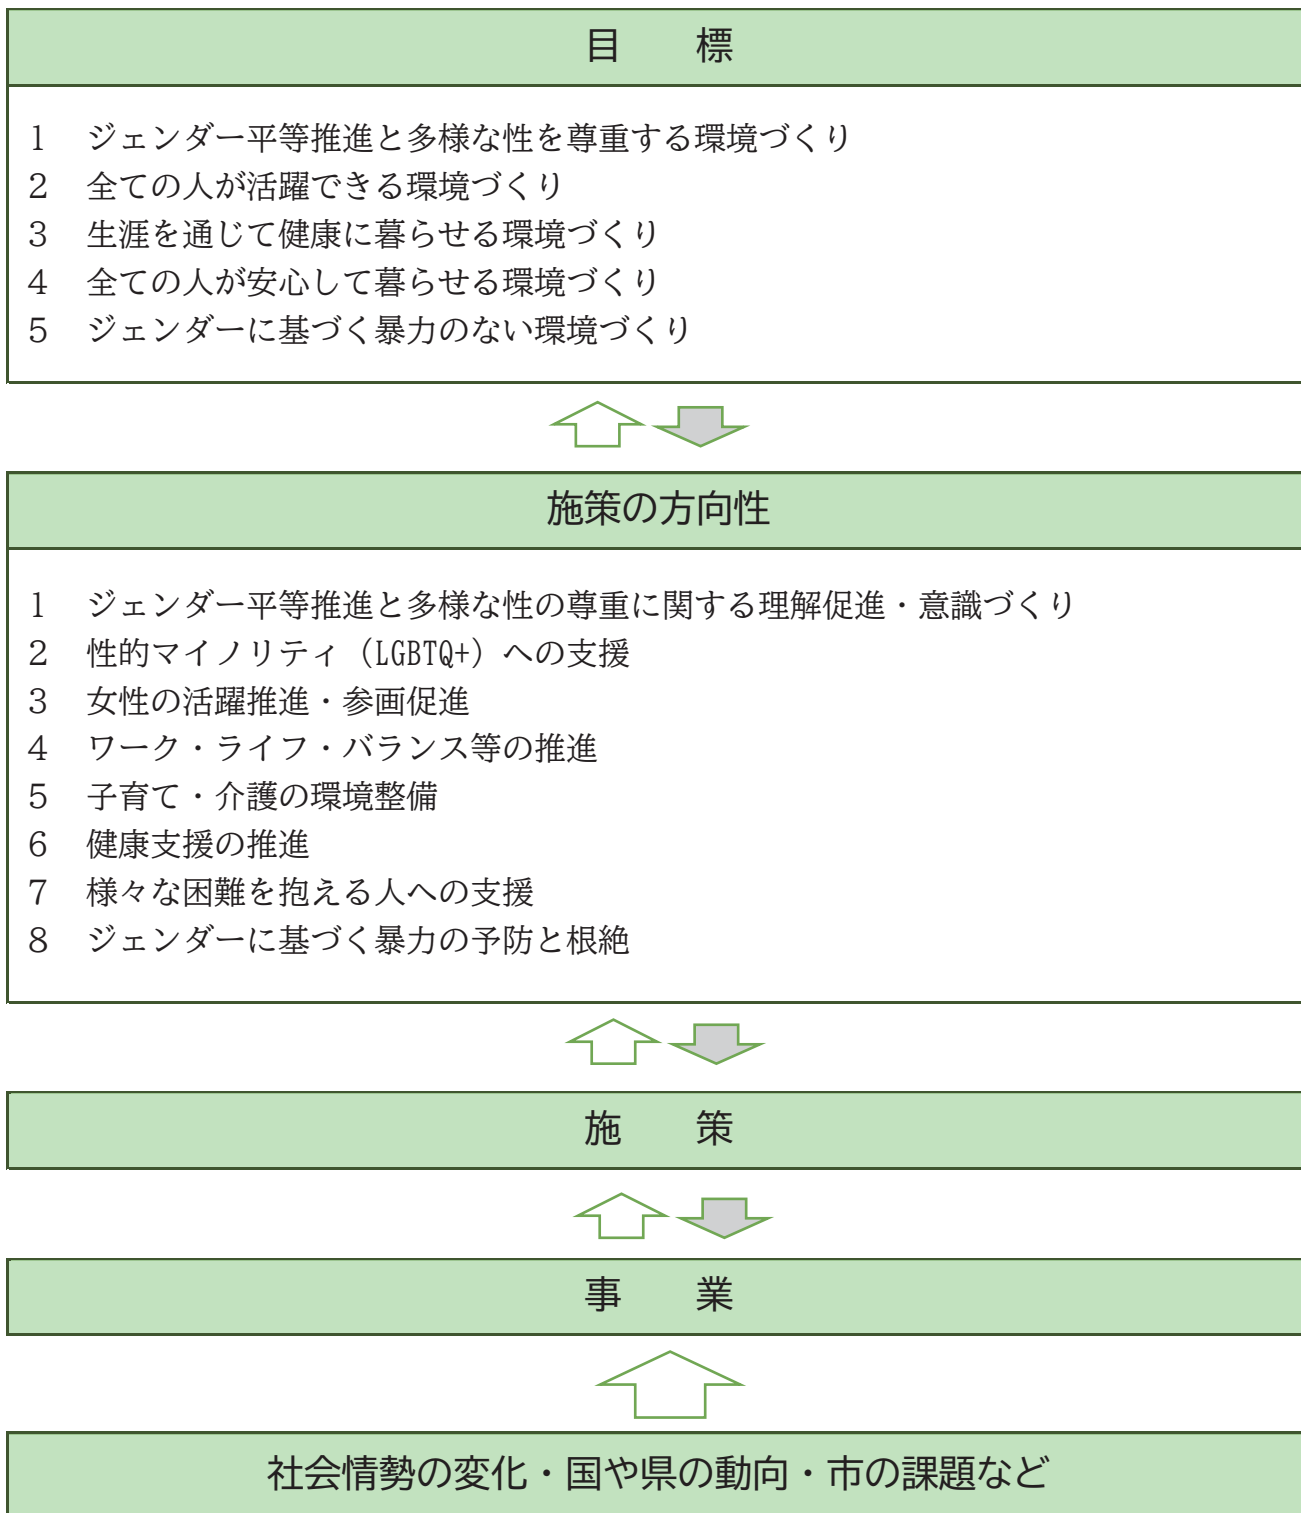 目　　標
１　ジェンダー平等推進と多様な性を尊重する環境づくり
２　全ての人が活躍できる環境づくり
３　生涯を通じて健康に暮らせる環境づくり
４　全ての人が安心して暮らせる環境づくり
５　ジェンダーに基づく暴力のない環境づくり
施策の方向性
１　ジェンダー平等推進と多様な性の尊重に関する理解促進・意識づくり
２　性的マイノリティ（LGBTQ+）への支援
３　女性の活躍推進・参画促進
４　ワーク・ライフ・バランス等の推進
５　子育て・介護の環境整備
６　健康支援の推進
７　様々な困難を抱える人への支援
８　ジェンダーに基づく暴力の予防と根絶
施　　策
事　　業
社会情勢の変化・国や県の動向・市の課題など